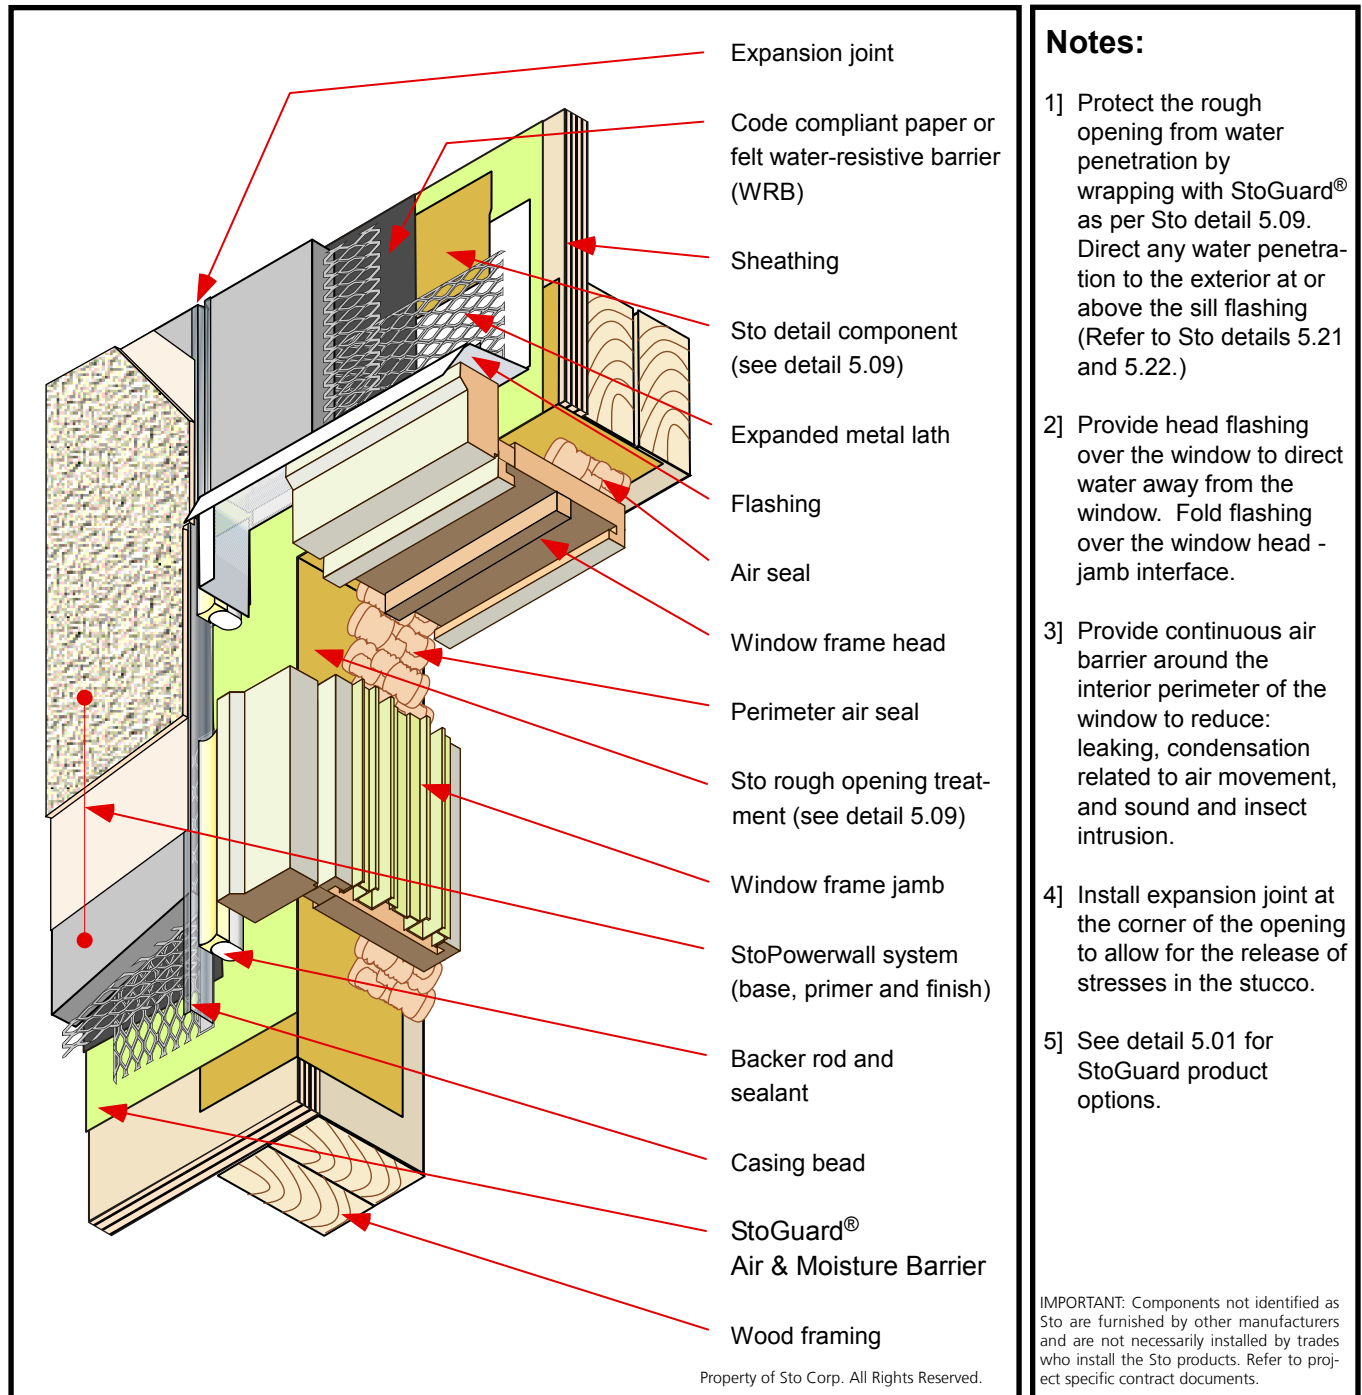 Expansion joint
Code compliant paper or
felt water-resistive barrier
(WRB)
Sheathing
Sto detail component
(see detail 5.09)
Expanded metal lath
Flashing
Air seal
Window frame head
Perimeter air seal
Sto rough opening treat-
ment (see detail 5.09)
Window frame jamb
StoPowerwall system
(base, primer and finish)
Backer rod and
sealant
Casing bead
StoGuard®
Air & Moisture Barrier
Wood framing
Property of Sto Corp. All Rights Reserved.
Notes:
1] Protect the rough
opening from water
penetration by
wrapping with StoGuard®
as per Sto detail 5.09.
Direct any water penetra-
tion to the exterior at or
above the sill flashing
(Refer to Sto details 5.21
and 5.22.)
2] Provide head flashing
over the window to direct
water away from the
window. Fold flashing
over the window head -
jamb interface.
3] Provide continuous air
barrier around the
interior perimeter of the
window to reduce:
leaking, condensation
related to air movement,
and sound and insect
intrusion.
4] Install expansion joint at
the corner of the opening
to allow for the release of
stresses in the stucco.
5] See detail 5.01 for
StoGuard product
options.
IMPORTANT: Components not identified as
Sto are furnished by other manufacturers
and are not necessarily installed by trades
who install the Sto products. Refer to proj-
ect specific contract documents.